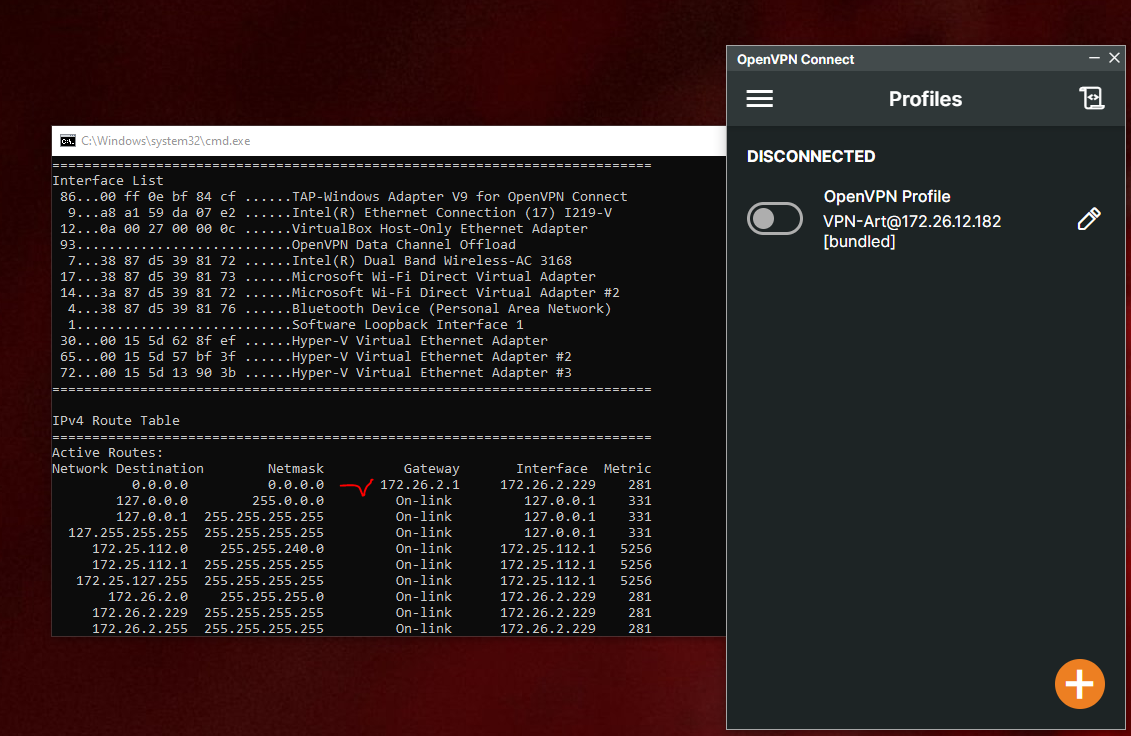 C:\Windows\system32\cmd.exe
===========================================================================
Interface List
86...00 ff 0e bf 84 cf ......TAP-Windows Adapter V9 for OpenVPN Connect
9...a8 a1 59 da 07 e2 ......Intel(R) Ethernet Connection (17) I219-V
12...0a 00 27 00 00 0c ......VirtualBox Host-Only Ethernet Adapter
93...........................OpenVPN Data Channel Offload
7...38 87 d5 39 81 72 ......Intel(R) Dual Band Wireless-AC 3168
17...38 87 d5 39 81 73 ......Microsoft Wi-Fi Direct Virtual Adapter
14...3a 87 d5 39 81 72 ......Microsoft Wi-Fi Direct Virtual Adapter #2
4...38 87 d5 39 81 76 ......Bluetooth Device (Personal Area Network)
1...........................Software Loopback Interface 1
30...00 15 5d 62 8f ef ......Hyper-V Virtual Ethernet Adapter
65...00 15 5d 57 bf 3f ......Hyper-V Virtual Ethernet Adapter #2
72...00 15 5d 13 90 3b ......Hyper-V Virtual Ethernet Adapter #3
===========================================================================
IPv4 Route Table
===========================================================================
Active Routes:
Network Destination Netmask Gateway Interface Metric
0.0.0.0 0.0.0.0 172.26.2.1 172.26.2.229 281
127.0.0.0 255.0.0.0 On-link 127.0.0.1 331
127.0.0.1 255.255.255.255 On-link 127.0.0.1 331
127.255.255.255 255.255.255.255 On-link 127.0.0.1 331
172.25.112.0 255.255.240.0 On-link 172.25.112.1 5256
172.25.112.1 255.255.255.255 On-link 172.25.112.1 5256
172.25.127.255 255.255.255.255 On-link 172.25.112.1 5256
172.26.2.0 255.255.255.0 On-link 172.26.2.229 281
172.26.2.229 255.255.255.255 On-link 172.26.2.229 281
172.26.2.255 255.255.255.255 On-link 172.26.2.229 281
OpenVPN Connect
Profiles
DISCONNECTED
OpenVPN Profile
VPN-Art@172.26.12.182
[bundled]